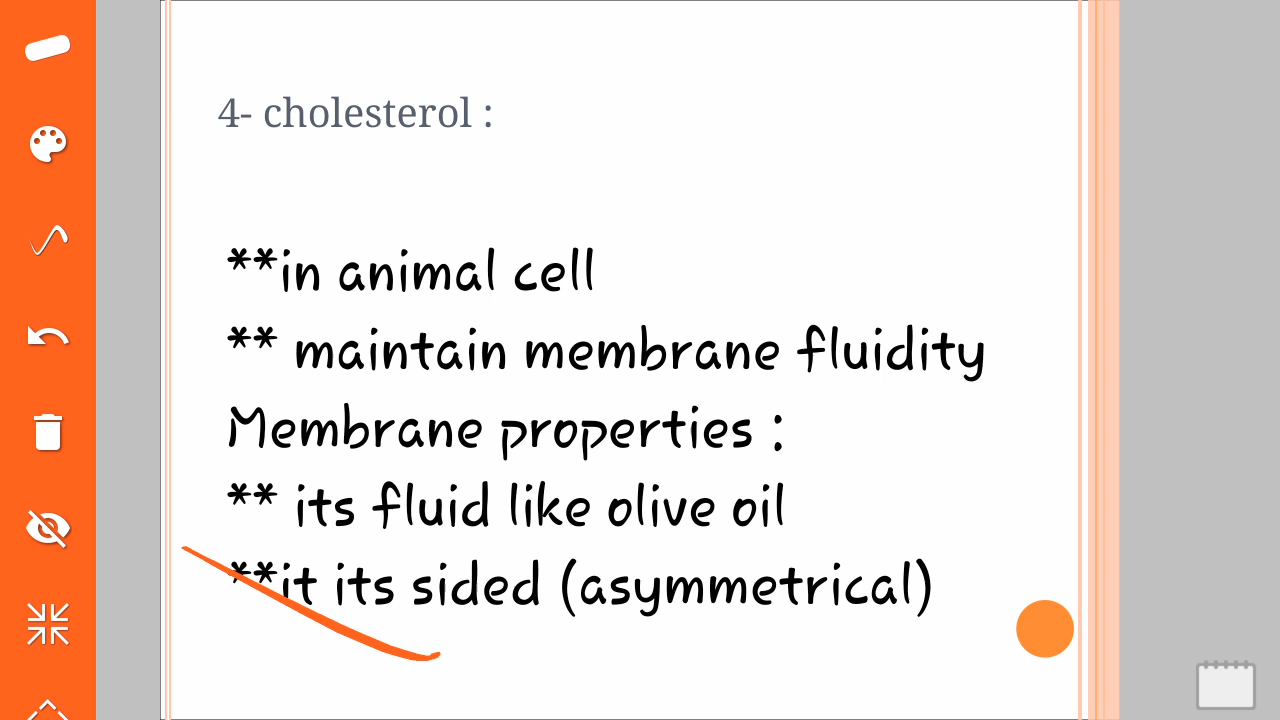 4- cholesterol :
**in animal cell
** maintain membrane fluidity
Membrane properties :
** its fluid like olive oil
**it its sided (asymmetrical)